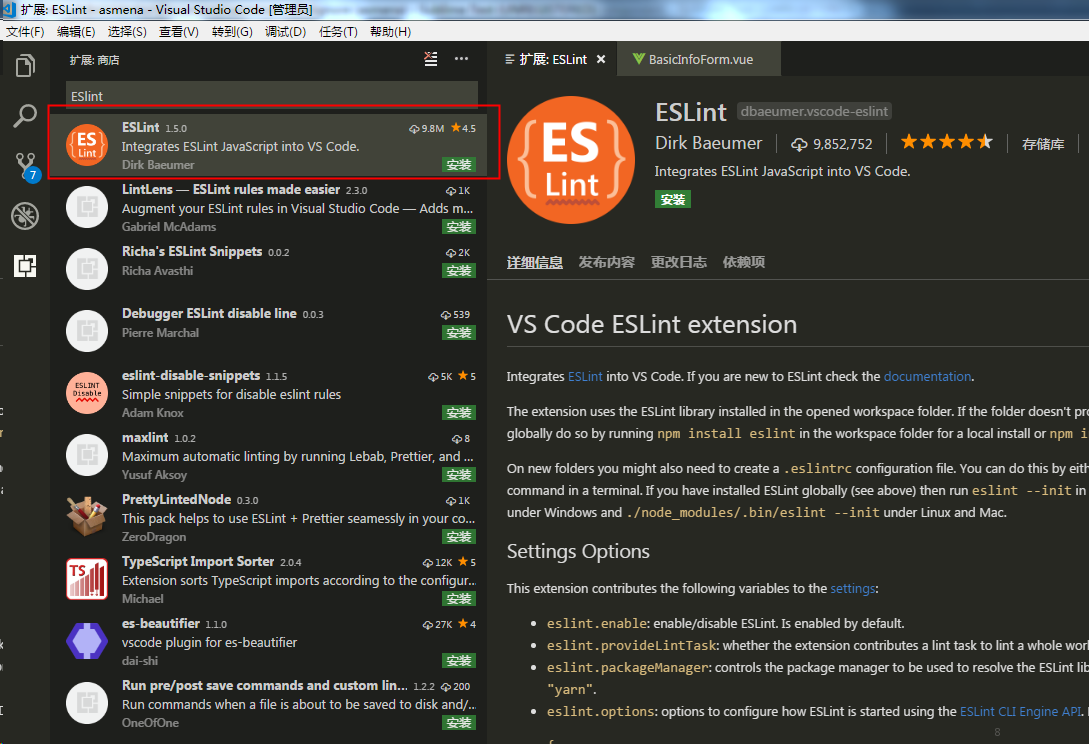 扩展: ESLint - asmena - Visual Studio Code [管理员]
文件(F) 编辑(E) 选择(S) 查看(V) 转到(G) 调试(D) 任务(T) 帮助(H)
扩展: 商店
扩展: ESLint
BasicInfoForm.vue
ESlint
7
ES
Lint
ESLint 1.5.0 9.8M 4.5
Integrates ESLint JavaScript into VS Code.
Dirk Baeumer 安装
LintLens — ESLint rules made easier 2.3.0 1K
Augment your ESLint rules in Visual Studio Code — Adds m...
Gabriel McAdams 安装
Richa's ESLint Snippets 0.0.2 2K
Richa Avasthi 安装
Debugger ESLint disable line 0.0.3 539
Pierre Marchal 安装
ESLINT
Disable
eslint-disable-snippets 1.1.5 5K 5
Simple snippets for disable eslint rules
Adam Knox 安装
maxlint 1.0.2 8
Maximum automatic linting by running Lebab, Prettier, and ...
Yusuf Aksoy 安装
PrettyLintedNode 0.3.0 1K
This pack helps to use ESLint + Prettier seamessly in your co...
ZeroDragon 安装
TS
TypeScript Import Sorter 2.0.4 12K 5
Extension sorts TypeScript imports according to the configur...
Michael 安装
es-beautifier 1.1.0 27K 4
vscode plugin for es-beautifier
dai-shi 安装
Run pre/post save commands and custom lin... 1.2.2 200
Run commands when a file is about to be saved to disk and/...
OneOfOne 安装
ES
Lint
ESLint dbaeumer.vscode-eslint
Dirk Baeumer 9,852,752 存储库
Integrates ESLint JavaScript into VS Code.
安装
详细信息 发布内容 更改日志 依赖项
VS Code ESLint extension
Integrates ESLint into VS Code. If you are new to ESLint check the documentation.
The extension uses the ESLint library installed in the opened workspace folder. If the folder doesn't pr
globally do so by running npm install eslint in the workspace folder for a local install or npm i
On new folders you might also need to create a .eslintrc configuration file. You can do this by eith
command in a terminal. If you have installed ESLint globally (see above) then run eslint --init in
under Windows and ./node_modules/.bin/eslint --init under Linux and Mac.
Settings Options
This extension contributes the following variables to the settings:
• eslint.enable: enable/disable ESLint. Is enabled by default.
• eslint.provideLintTask: whether the extension contributes a lint task to lint a whole wor
• eslint.packageManager: controls the package manager to be used to resolve the ESLint lib
"yarn".
• eslint.options: options to configure how ESLint is started using the ESLint CLI Engine API.
8
{